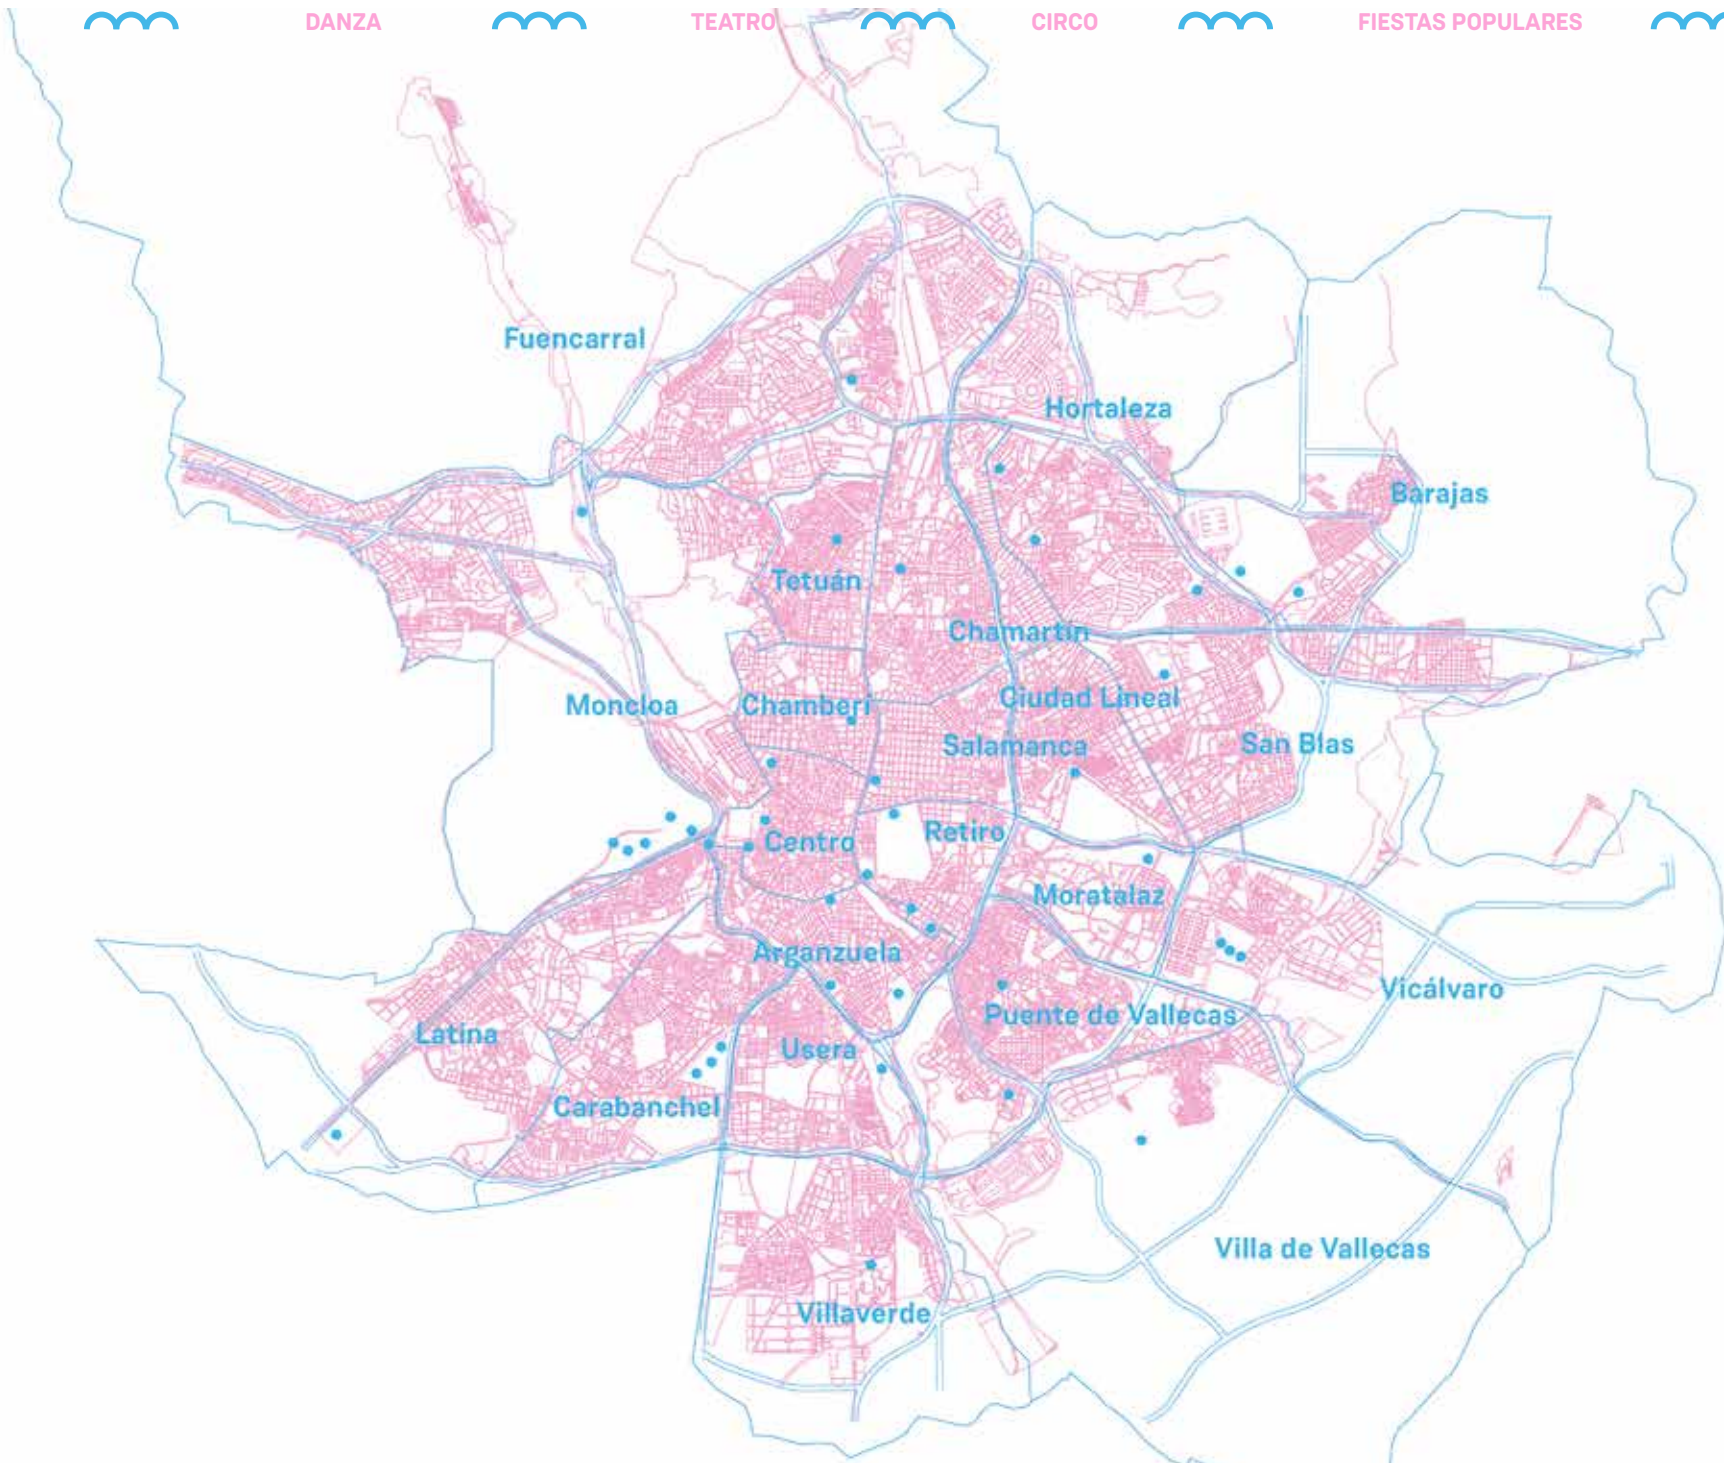 DANZA TEATRO CIRCO FIESTAS POPULARES
Fuencarral
Hortaleza
Barajas
Tetuán
Chamartín
Ciudad Lineal
Moncloa
Chamberí
Salamanca
San Blas
Retiro
Centro
Moratalaz
Arganzuela
Vicálvaro
Puente de Vallecas
Latina
Usera
Carabanchel
Villa de Vallecas
Villaverde